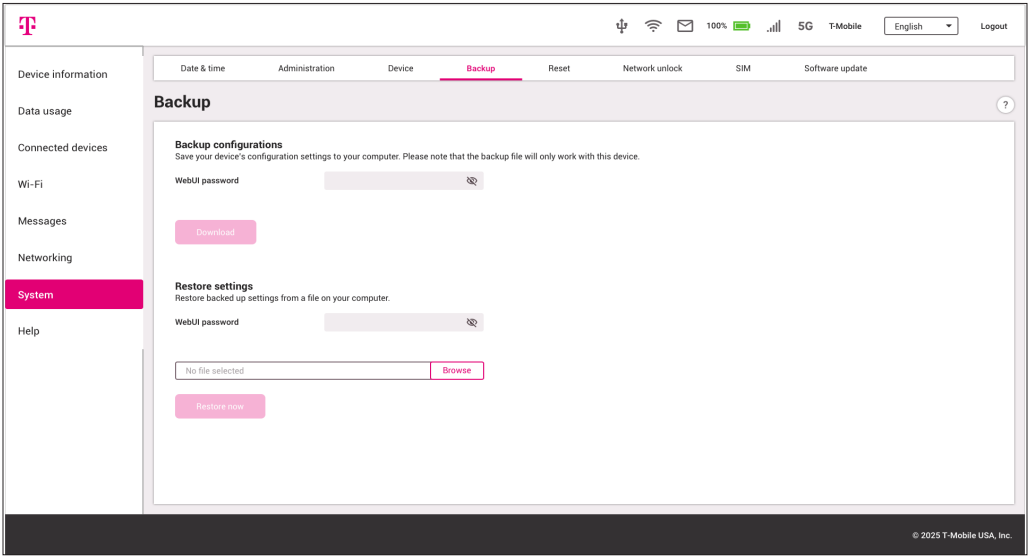 T 100% 5G T-Mobile English Logout
Device information
Data usage
Connected devices
Wi-Fi
Messages
Networking
System
Help
Date & time Administration Device Backup Reset Network unlock SIM Software update
Backup ?
Backup configurations
Save your device's configuration settings to your computer. Please note that the backup file will only work with this device.
WebUI password
Download
Restore settings
Restore backed up settings from a file on your computer.
WebUI password
No file selected Browse
Restore now
© 2025 T-Mobile USA, Inc.